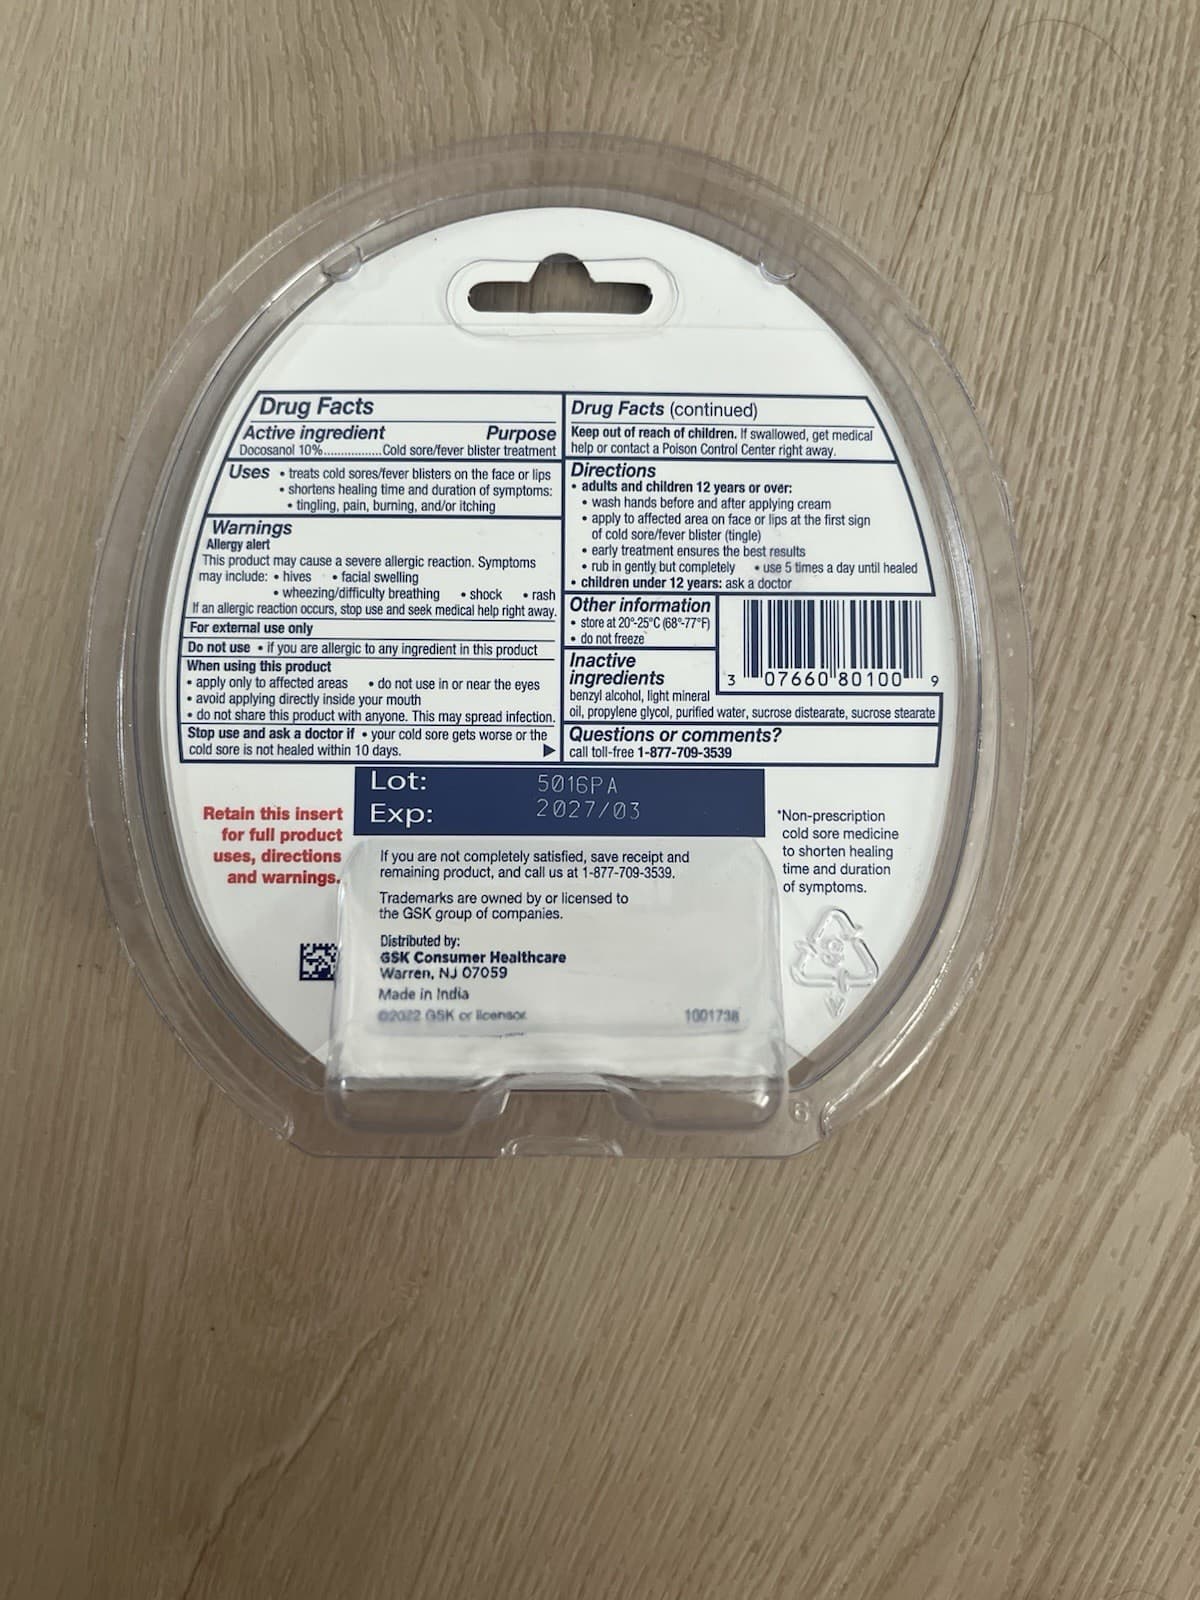 Drug Facts
Active ingredient Purpose
Docosanol 10%.................Cold sore/fever blister treatment
Uses • treats cold sores/fever blisters on the face or lips
• shortens healing time and duration of symptoms:
• tingling, pain, burning, and/or itching
Warnings
Allergy alert
This product may cause a severe allergic reaction. Symptoms
may include: • hives • facial swelling
• wheezing/difficulty breathing • shock • rash
If an allergic reaction occurs, stop use and seek medical help right away.
For external use only
Do not use • if you are allergic to any ingredient in this product
When using this product
• apply only to affected areas • do not use in or near the eyes
• avoid applying directly inside your mouth
• do not share this product with anyone. This may spread infection.
Stop use and ask a doctor if • your cold sore gets worse or the
cold sore is not healed within 10 days.
Drug Facts (continued)
Keep out of reach of children. If swallowed, get medical
help or contact a Poison Control Center right away.
Directions
• adults and children 12 years or over:
• wash hands before and after applying cream
• apply to affected area on face or lips at the first sign
of cold sore/fever blister (tingle)
• early treatment ensures the best results
• rub in gently but completely • use 5 times a day until healed
• children under 12 years: ask a doctor
Other information
• store at 20°-25°C (68°-77°F)
• do not freeze
Inactive
ingredients
benzyl alcohol, light mineral
oil, propylene glycol, purified water, sucrose distearate, sucrose stearate
3 07660 80100 9
Questions or comments?
call toll-free 1-877-709-3539
Lot: 5016PA
Exp: 2027/03
Retain this insert
for full product
uses, directions
and warnings.
If you are not completely satisfied, save receipt and
remaining product, and call us at 1-877-709-3539.
Trademarks are owned by or licensed to
the GSK group of companies.
Distributed by:
GSK Consumer Healthcare
Warren, NJ 07059
Made in India
©2022 GSK or licensor.
1001738
*Non-prescription
cold sore medicine
to shorten healing
time and duration
of symptoms.
6